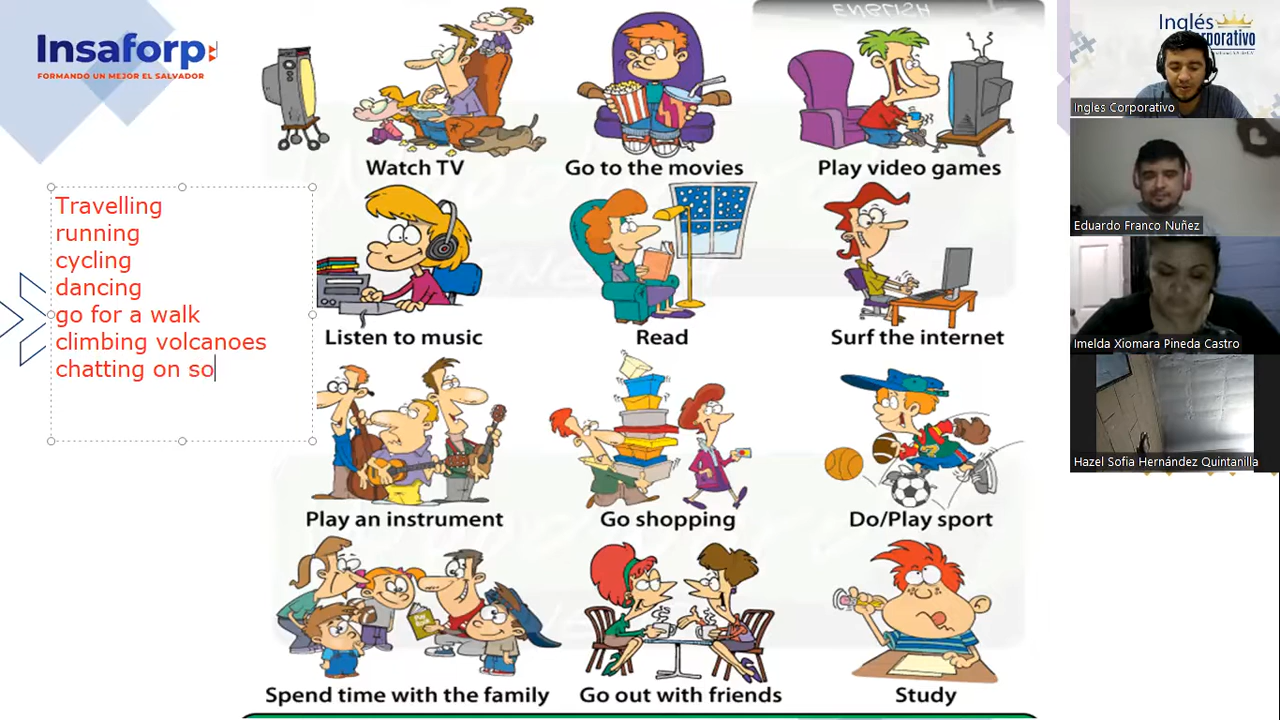 Insaforp
FORMANDO UN MEJOR EL SALVADOR
ENGLISH
Watch TV
Go to the movies
Play video games
Travelling
running
cycling
dancing
go for a walk
climbing volcanoes
chatting on so
Listen to music
Read
Surf the internet
Play an instrument
Go shopping
Do/Play sport
Spend time with the family
Go out with friends
Study
Inglés
Ingles Corporativo
Eduardo Franco Nuñez
Imelda Xiomara Pineda Castro
Hazel Sofia Hernández Quintanilla